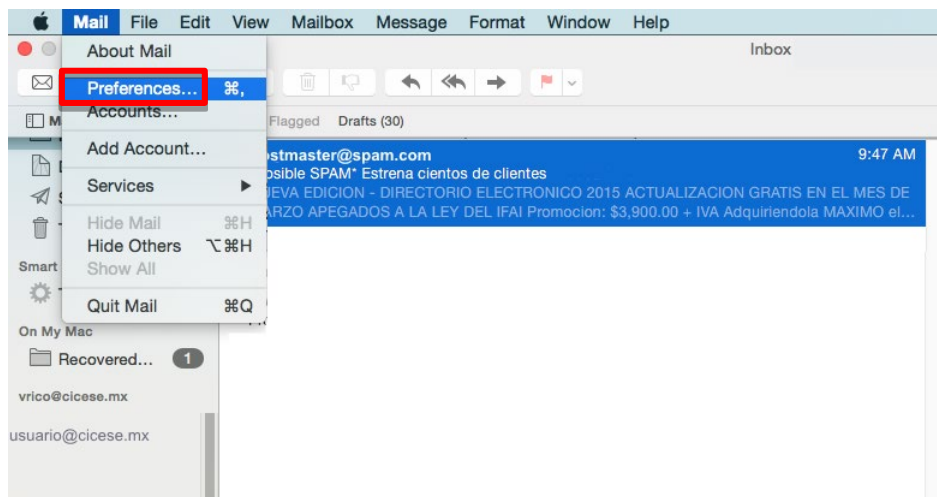 Mail File Edit View Mailbox Message Format Window Help
Inbox
About Mail
Preferences... ⌘,
Accounts...
Add Account...
Services
Hide Mail ⌘H
Hide Others ⌥⌘H
Show All
Quit Mail ⌘Q
Flagged Drafts (30)
stmaster@spam.com 9:47 AM
osible SPAM* Estrena cientos de clientes
EVA EDICION - DIRECTORIO ELECTRONICO 2015 ACTUALIZACION GRATIS EN EL MES DE
ARZO APEGADOS A LA LEY DEL IFAI Promocion: $3,900.00 + IVA Adquiriendola MAXIMO el...
Smart
On My Mac
Recovered... 1
vrico@cicese.mx
usuario@cicese.mx